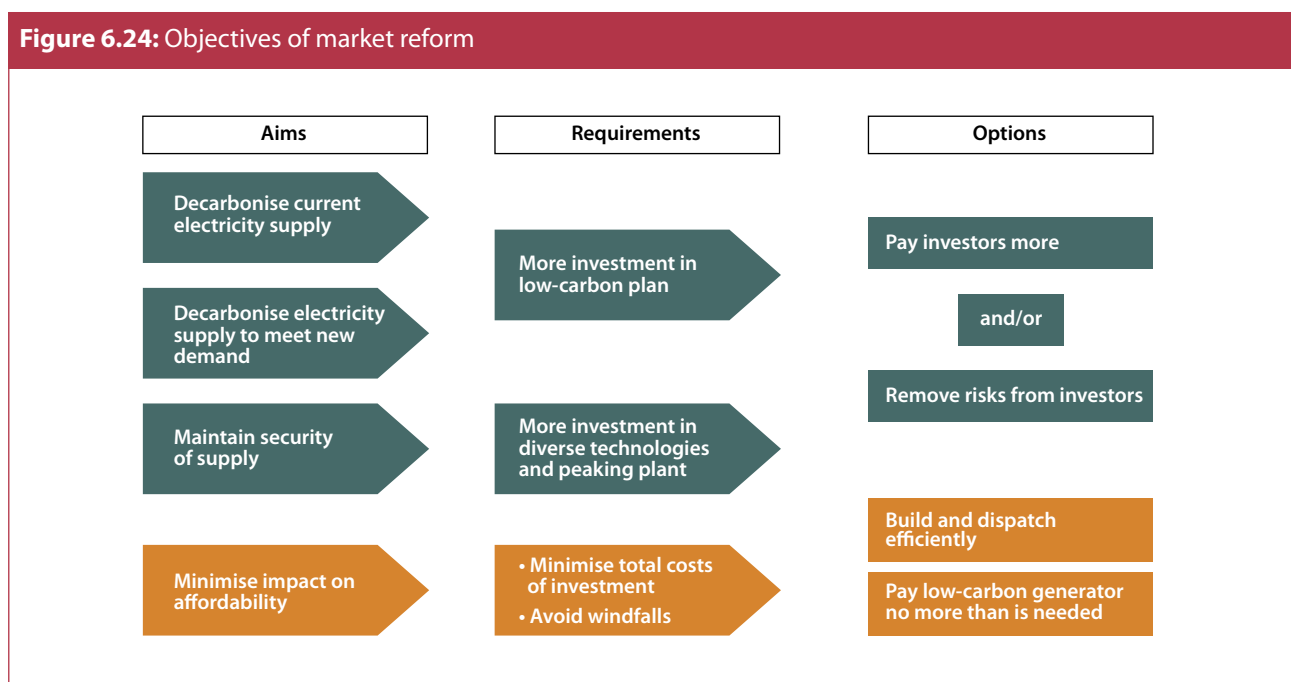 Figure 6.24: Objectives of market reform
Aims
Decarbonise current
electricity supply
Decarbonise electricity
supply to meet new
demand
Maintain security
of supply
Minimise impact on
affordability
Requirements
More investment in
low-carbon plan
More investment in
diverse technologies
and peaking plant
• Minimise total costs
of investment
• Avoid windfalls
Options
Pay investors more
and/or
Remove risks from investors
Build and dispatch
efficiently
Pay low-carbon generator
no more than is needed